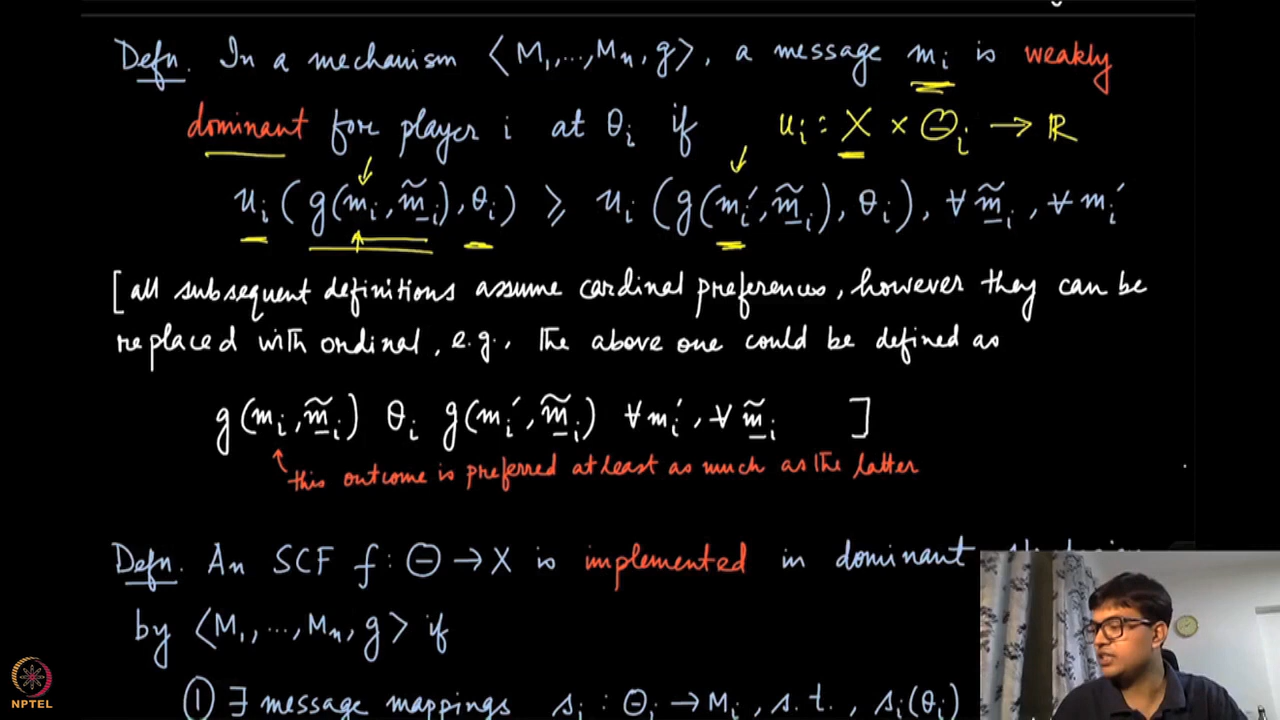 Defn. In a mechanism ⟨M₁,...,Mₙ, g⟩, a message mᵢ is weakly
dominant for player i at θᵢ if uᵢ : X × Θᵢ → ℝ
uᵢ(g(mᵢ, m̃₋ᵢ), θᵢ) ≥ uᵢ(g(mᵢ′, m̃₋ᵢ), θᵢ), ∀ m̃₋ᵢ, ∀ mᵢ′
[all subsequent definitions assume cardinal preferences, however they can be
replaced with ordinal, e.g., the above one could be defined as
g(mᵢ, m̃₋ᵢ) θᵢ g(mᵢ′, m̃₋ᵢ) ∀ mᵢ′, ∀ m̃₋ᵢ ]
this outcome is preferred at least as much as the latter
Defn. An SCF f : Θ → X is implemented in dominant
by ⟨M₁,...,Mₙ, g⟩ if
① ∃ message mappings sᵢ : Θᵢ → Mᵢ, s.t., sᵢ(θᵢ)
NPTEL